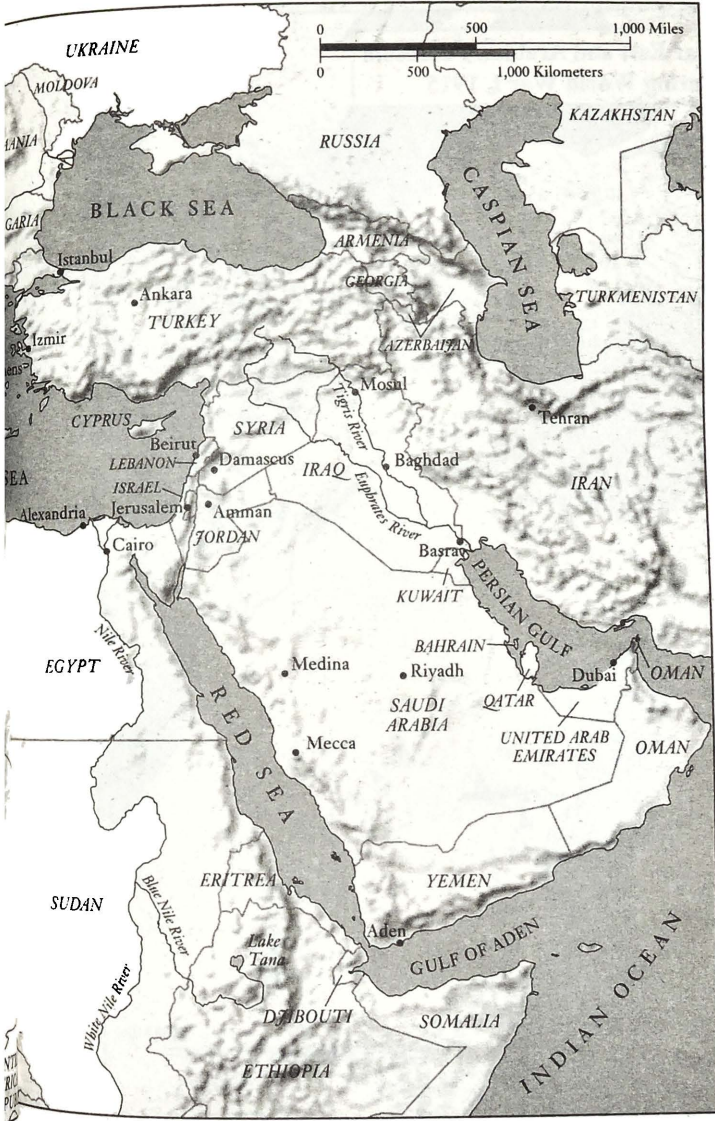 0 500 1,000 Miles
0 500 1,000 Kilometers
UKRAINE
MOLDOVA
KAZAKHSTAN
RUSSIA
BLACK SEA
CASPIAN SEA
GARIA
ARMENIA
Istanbul
GEORGIA
Ankara
TURKMENISTAN
TURKEY
Izmir
AZERBAIJAN
Mosul
Tigris River
Tehran
CYPRUS
SYRIA
Beirut
LEBANON
Damascus
IRAQ
Baghdad
SEA
ISRAEL
Euphrates River
IRAN
Alexandria
Jerusalem
Amman
JORDAN
Cairo
Basra
KUWAIT
PERSIAN GULF
Nile River
BAHRAIN
EGYPT
Medina
Riyadh
Dubai
OMAN
QATAR
SAUDI
ARABIA
RED SEA
UNITED ARAB
EMIRATES
OMAN
Mecca
ERITREA
YEMEN
SUDAN
Blue Nile River
Aden
Lake
Tana
GULF OF ADEN
INDIAN OCEAN
White Nile River
DJIBOUTI
SOMALIA
ETHIOPIA